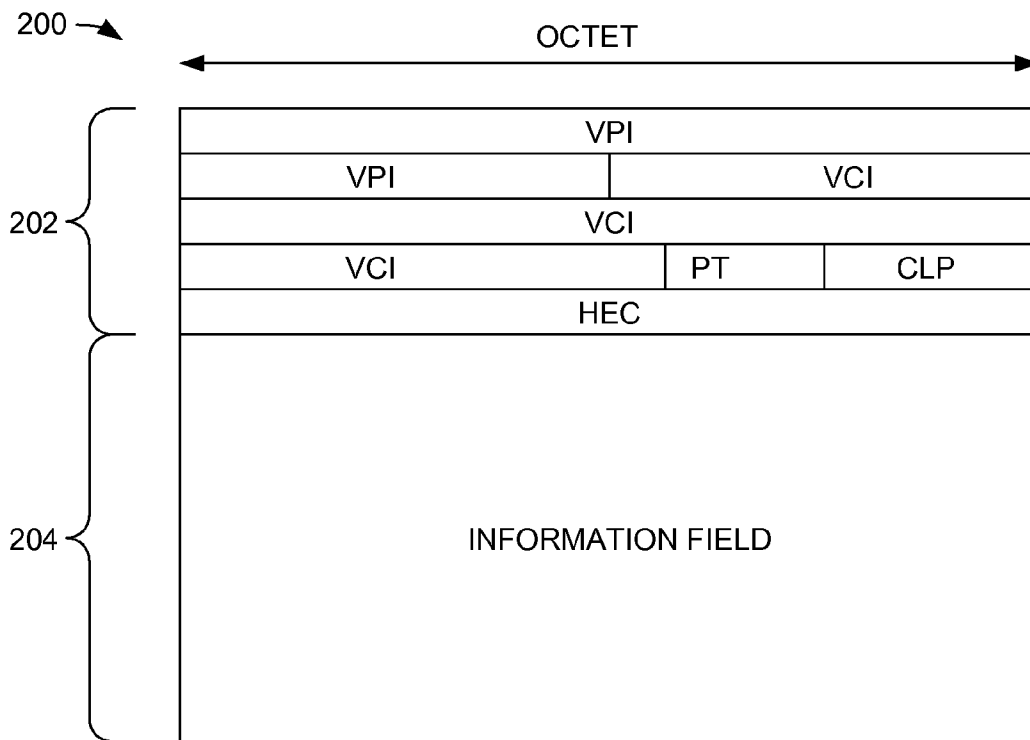 200
OCTET
VPI
VPI VCI
VCI
202
VCI PT CLP
HEC
204
INFORMATION FIELD